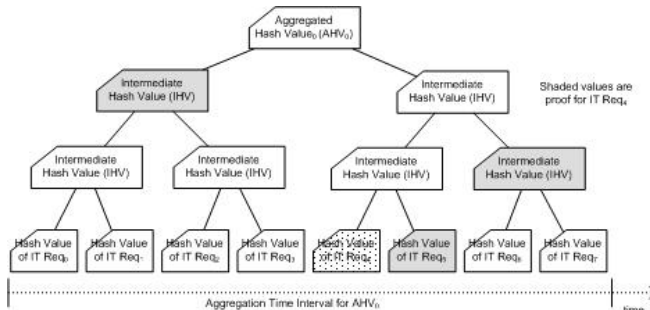 Aggregated
Hash Value₀ (AHV₀)
Intermediate
Hash Value (IHV)
Intermediate
Hash Value (IHV)
Shaded values are
proof for IT Req₄
Intermediate
Hash Value (IHV)
Intermediate
Hash Value (IHV)
Intermediate
Hash Value (IHV)
Intermediate
Hash Value (IHV)
Hash Value
of IT Req₀
Hash Value
of IT Req₁
Hash Value
of IT Req₂
Hash Value
of IT Req₃
Hash Value
of IT Req₄
Hash Value
of IT Req₅
Hash Value
of IT Req₆
Hash Value
of IT Req₇
Aggregation Time Interval for AHV₀
time